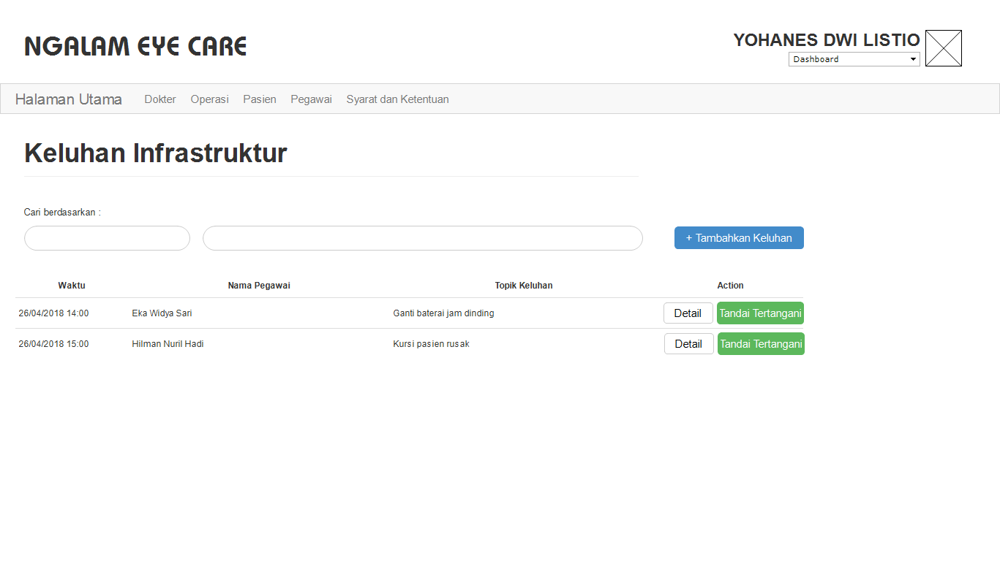 NGALAM EYE CARE
YOHANES DWI LISTIO
Dashboard
Halaman Utama Dokter Operasi Pasien Pegawai Syarat dan Ketentuan
Keluhan Infrastruktur
Cari berdasarkan :
+ Tambahkan Keluhan
Waktu Nama Pegawai Topik Keluhan Action
26/04/2018 14:00 Eka Widya Sari Ganti baterai jam dinding Detail Tandai Tertangani
26/04/2018 15:00 Hilman Nuril Hadi Kursi pasien rusak Detail Tandai Tertangani